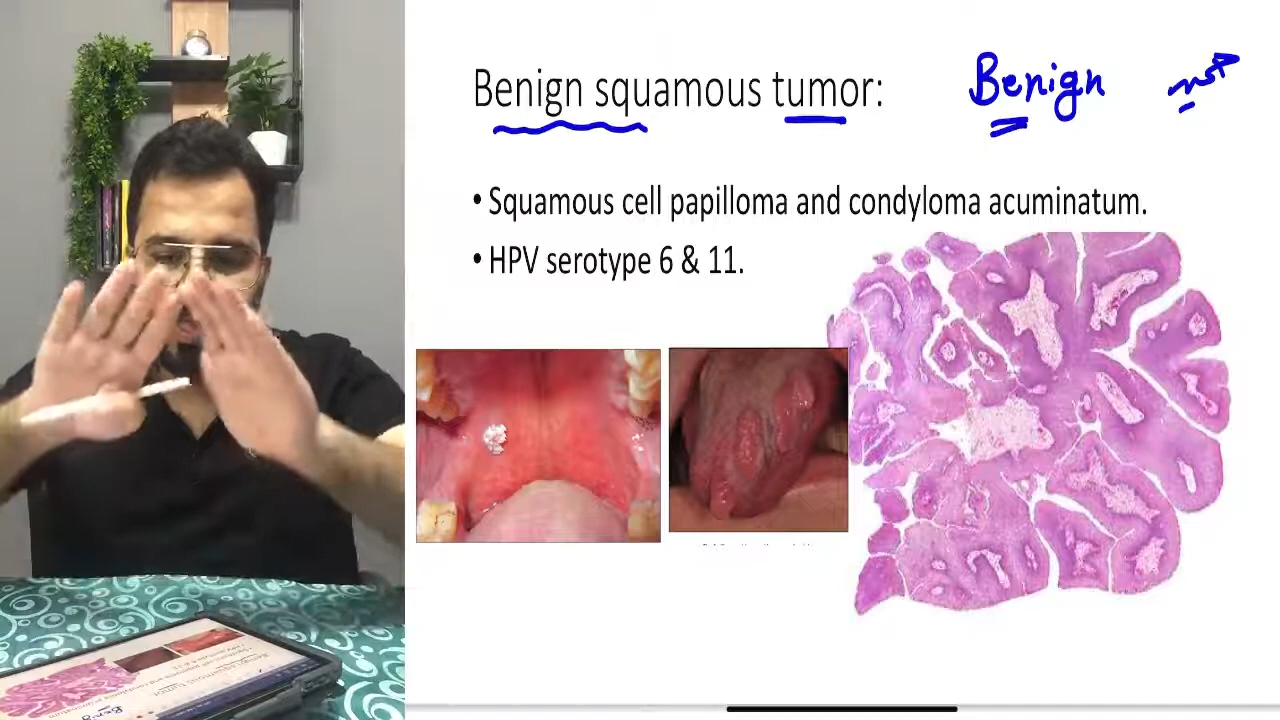 Benign squamous tumor: Benign
• Squamous cell papilloma and condyloma acuminatum.
• HPV serotype 6 & 11.